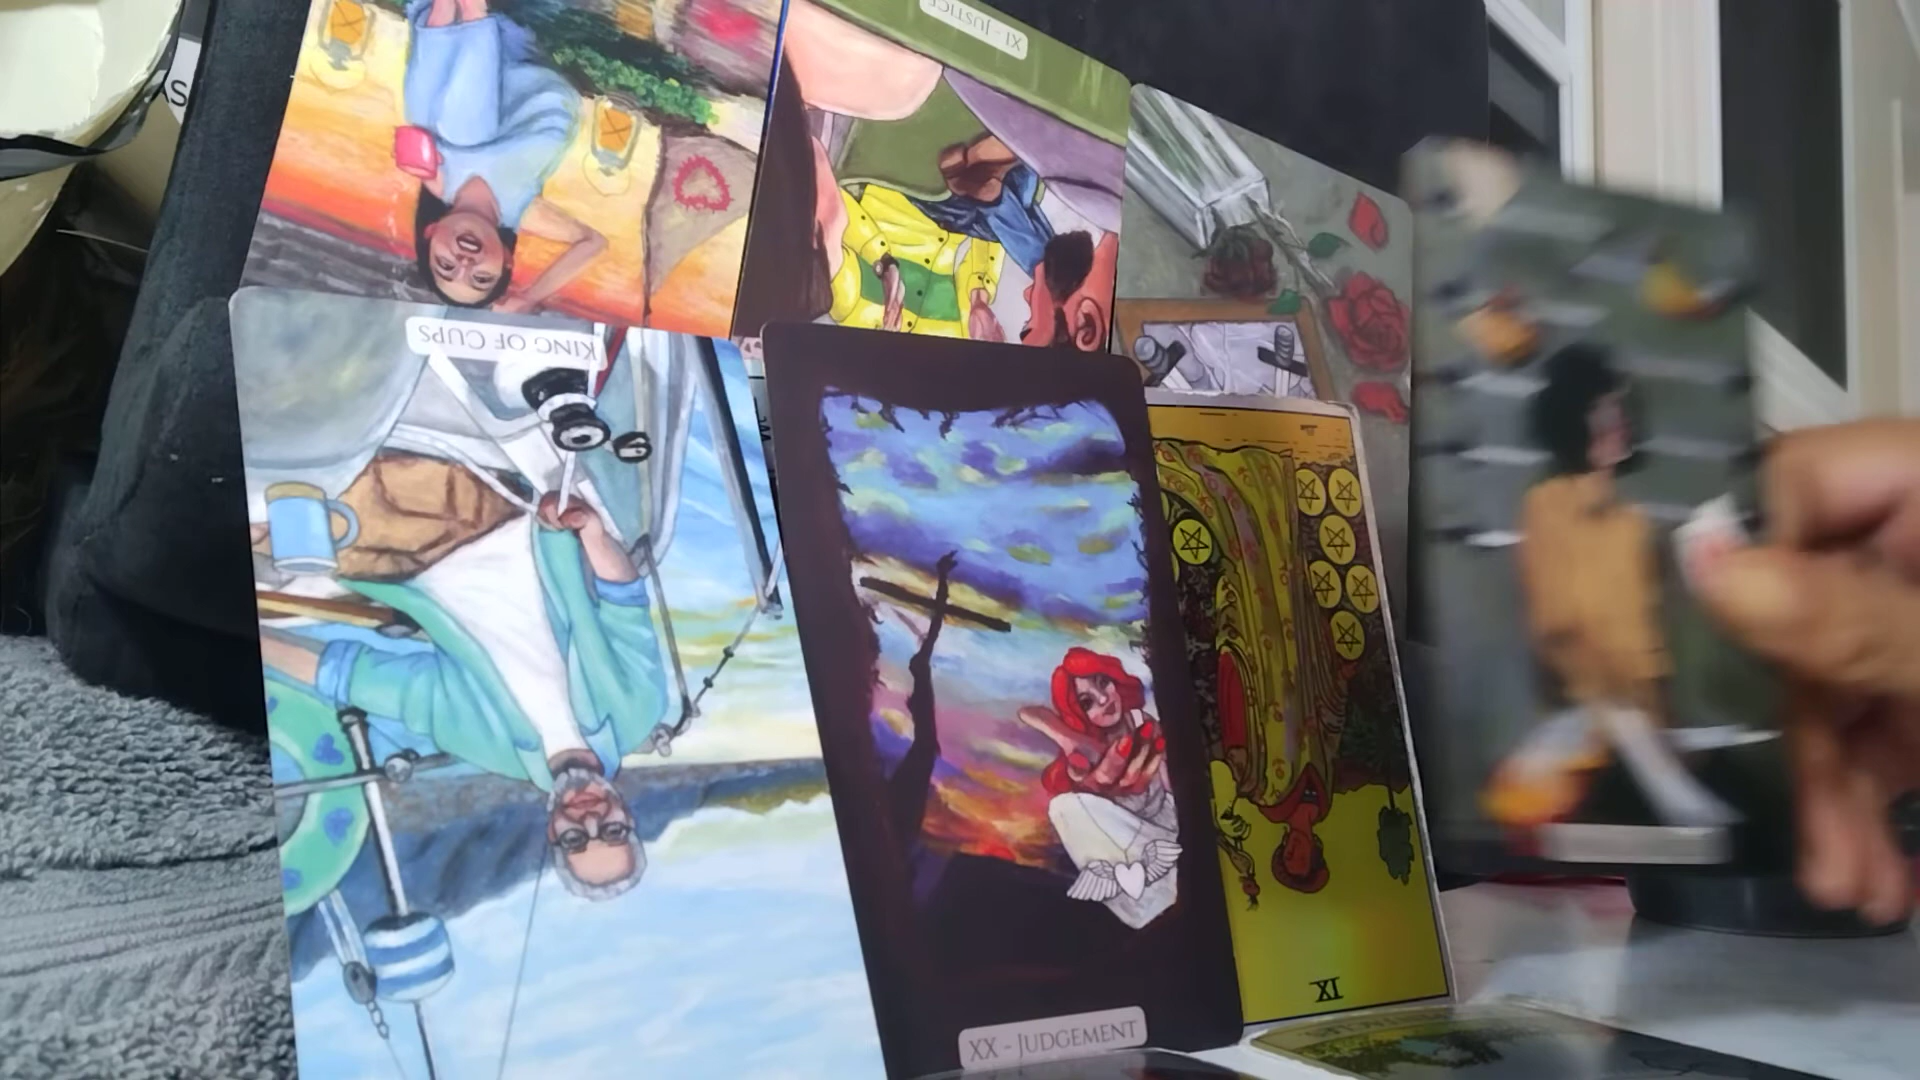 XI - JUSTICE
KING OF CUPS
XX - JUDGEMENT
IX